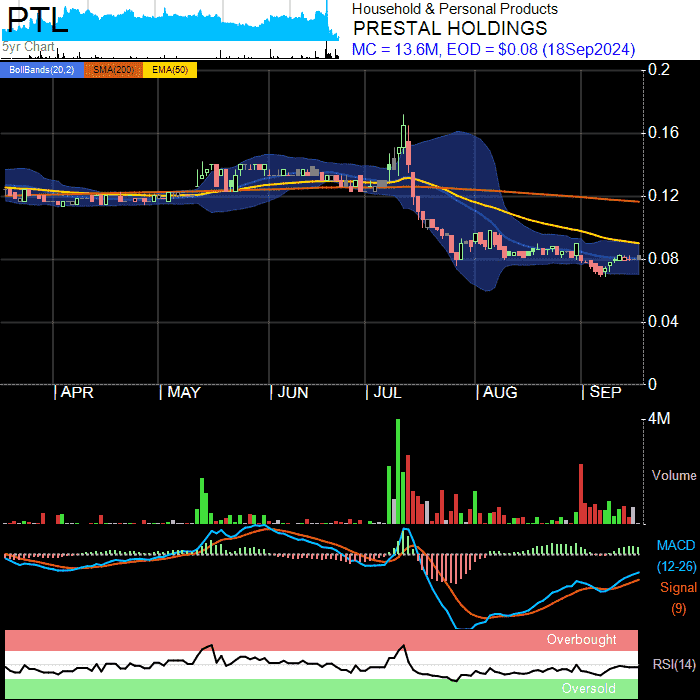 PTL
5yr Chart
Household & Personal Products
PRESTAL HOLDINGS
MC = 13.6M, EOD = $0.08 (18Sep2024)
BollBands(20,2) SMA(200) EMA(50)
0.2
0.16
0.12
0.08
0.04
0
APR MAY JUN JUL AUG SEP
4M
Volume
MACD
(12-26)
Signal
(9)
Overbought
RSI(14)
Oversold